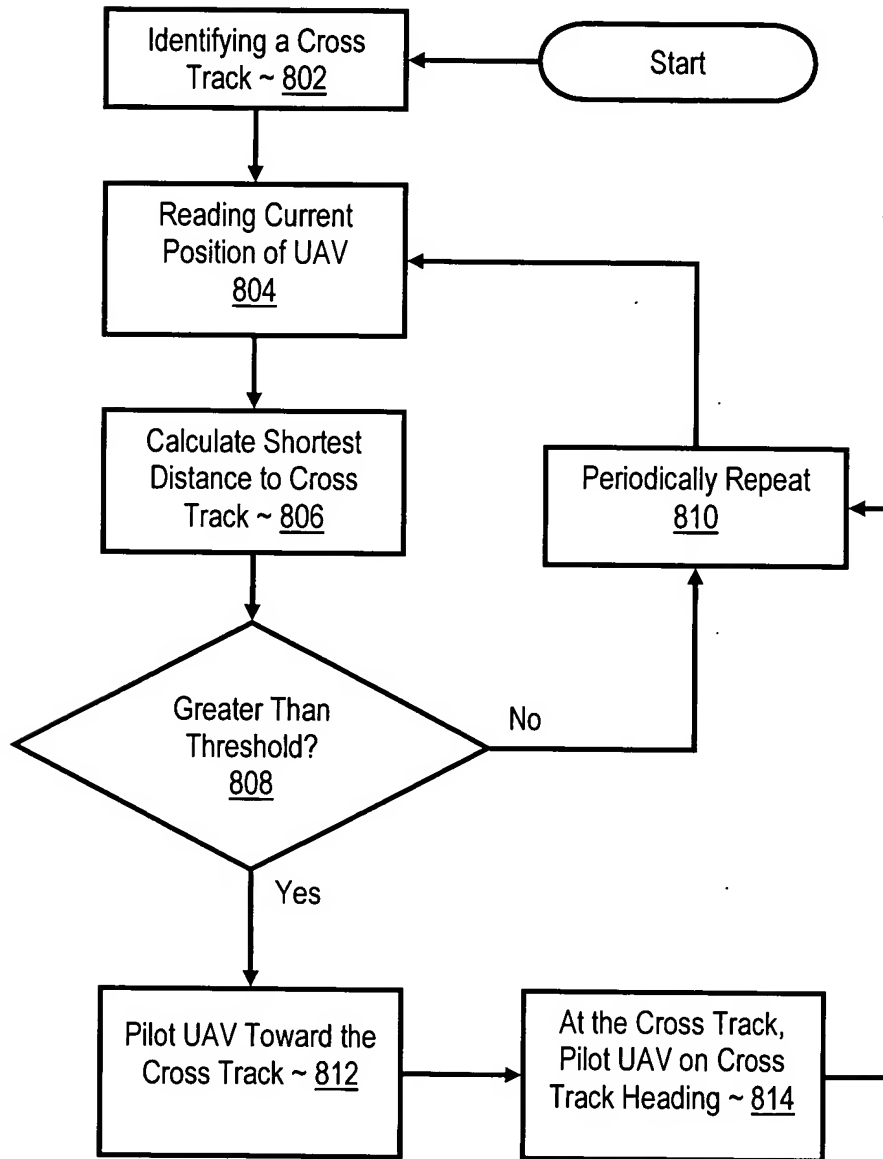 Start
Identifying a Cross
Track ~ 802
Reading Current
Position of UAV
804
Calculate Shortest
Distance to Cross
Track ~ 806
Periodically Repeat
810
Greater Than
Threshold?
808
No
Yes
Pilot UAV Toward the
Cross Track ~ 812
At the Cross Track,
Pilot UAV on Cross
Track Heading ~ 814